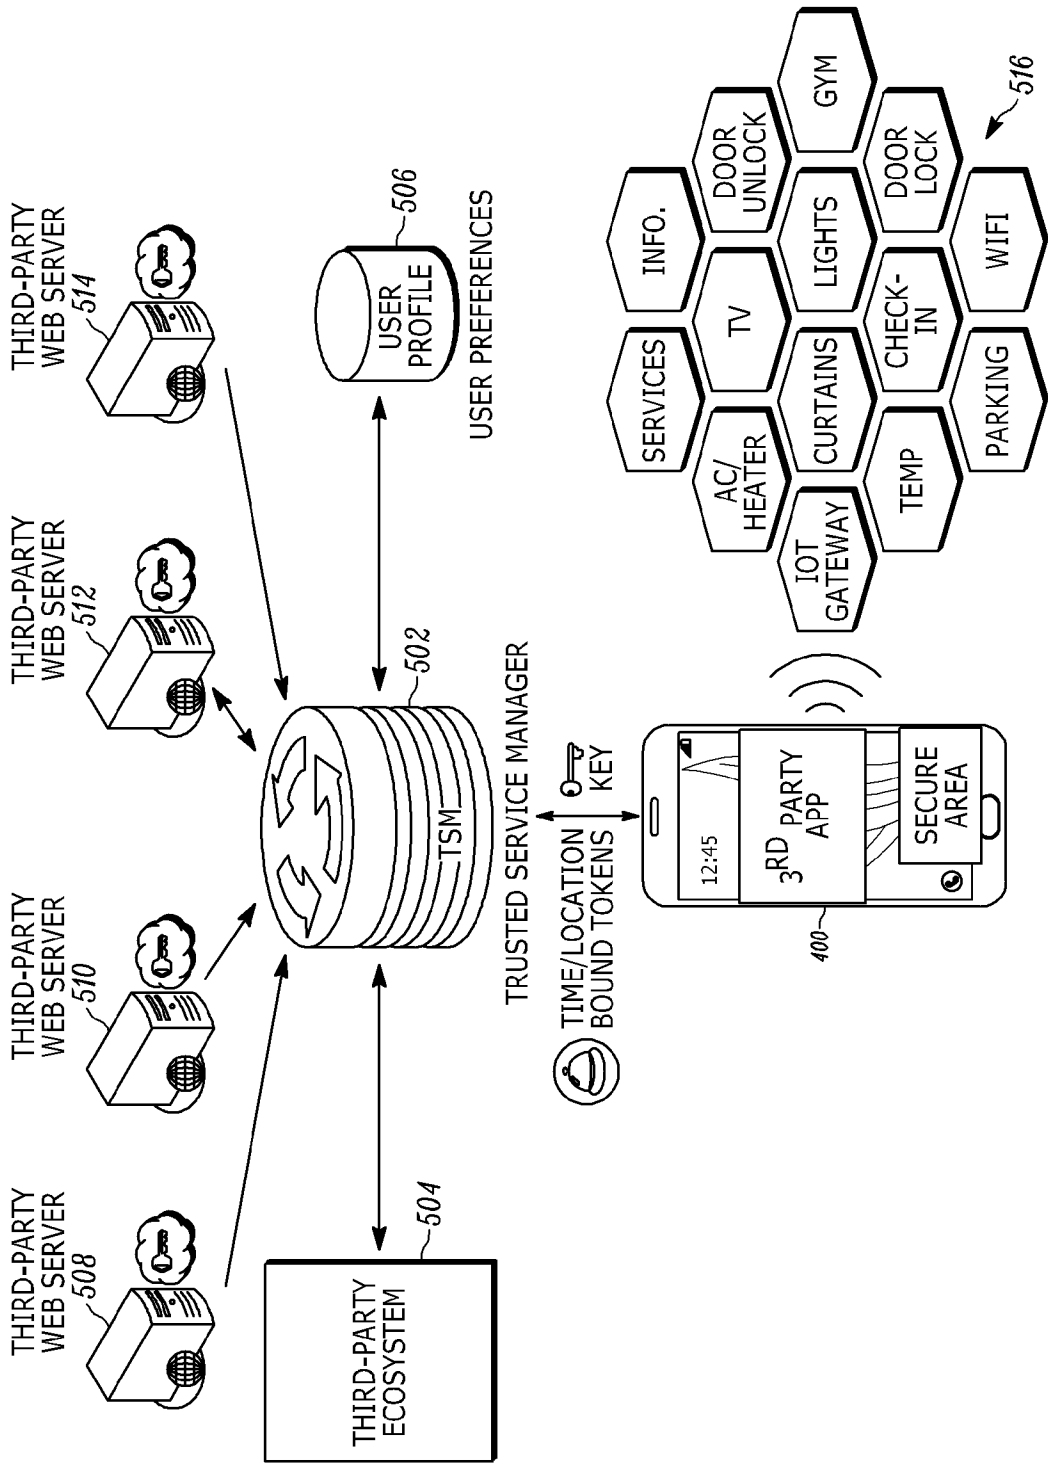 THIRD-PARTY
WEB SERVER
508
THIRD-PARTY
WEB SERVER
510
THIRD-PARTY
WEB SERVER
512
THIRD-PARTY
WEB SERVER
514
THIRD-PARTY
ECOSYSTEM
504
TSM
502
TRUSTED SERVICE MANAGER
USER
PROFILE
506
USER PREFERENCES
TIME/LOCATION
BOUND TOKENS
KEY
400
12:45
3RD PARTY
APP
SECURE
AREA
SERVICES
INFO.
AC/
HEATER
TV
DOOR
UNLOCK
IOT
GATEWAY
CURTAINS
LIGHTS
GYM
TEMP
CHECK-
IN
DOOR
LOCK
PARKING
WIFI
516